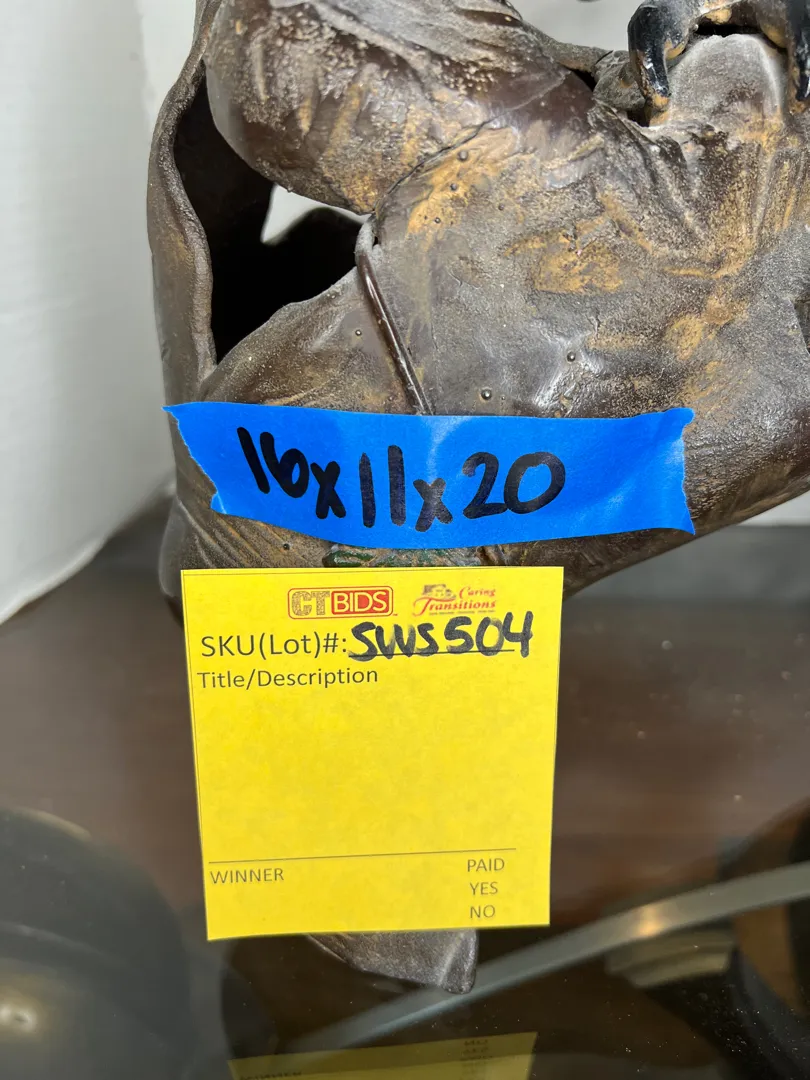 16x11x20
CTBIDS Caring
Transitions
SKU(Lot)#: SWS504
Title/Description
WINNER PAID
YES
NO